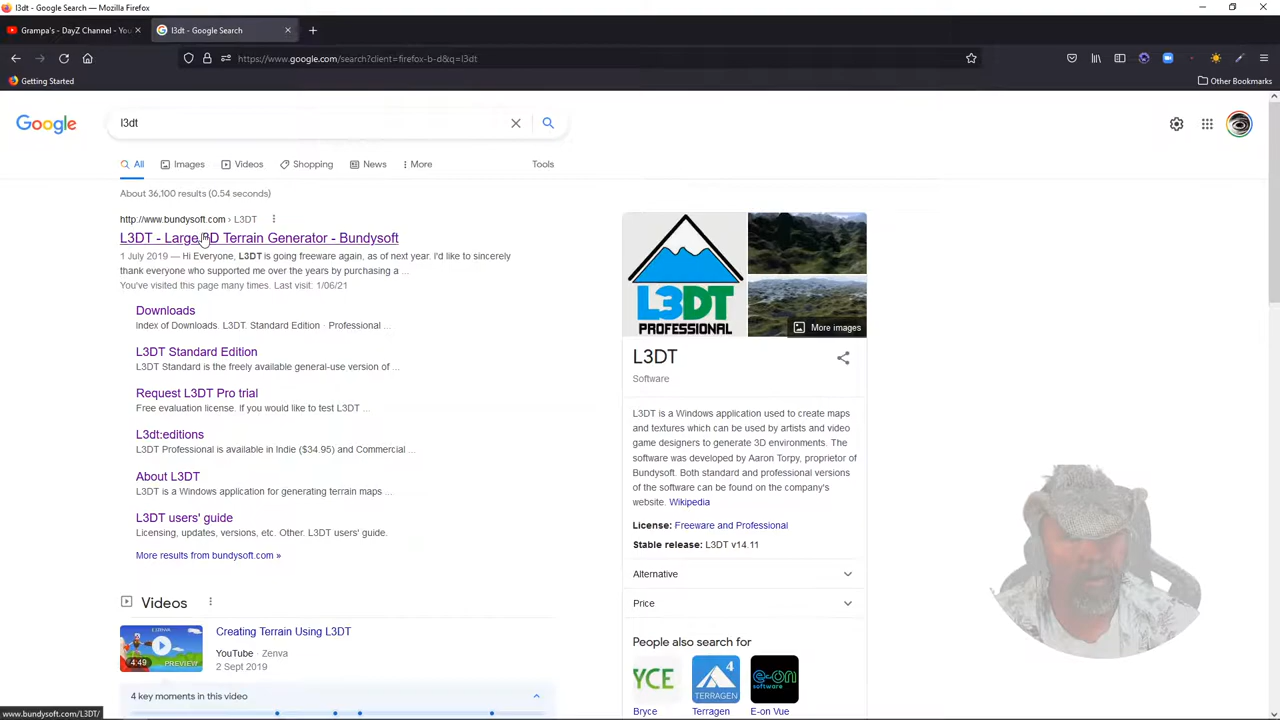 l3dt - Google Search — Mozilla Firefox
Grampa's - DayZ Channel - You
l3dt - Google Search
https://www.google.com/search?client=firefox-b-d&q=l3dt
Getting Started
Other Bookmarks
Google
l3dt
All
Images
Videos
Shopping
News
More
Tools
About 36,100 results (0.54 seconds)
http://www.bundysoft.com › L3DT
L3DT - Large 3D Terrain Generator - Bundysoft
1 July 2019 — Hi Everyone, L3DT is going freeware again, as of next year. I'd like to sincerely
thank everyone who supported me over the years by purchasing a ...
You've visited this page many times. Last visit: 1/06/21
Downloads
Index of Downloads. L3DT. Standard Edition · Professional ...
L3DT Standard Edition
L3DT Standard is the freely available general-use version of ...
Request L3DT Pro trial
Free evaluation license. If you would like to test L3DT ...
L3dt:editions
L3DT Professional is available in Indie ($34.95) and Commercial ...
About L3DT
L3DT is a Windows application for generating terrain maps ...
L3DT users' guide
Licensing, updates, versions, etc. Other. L3DT users' guide.
More results from bundysoft.com »
Videos
PREVIEW
4:49
Creating Terrain Using L3DT
YouTube · Zenva
2 Sept 2019
4 key moments in this video
www.bundysoft.com/L3DT/
L3DT
PROFESSIONAL
More images
L3DT
Software
L3DT is a Windows application used to create maps
and textures which can be used by artists and video
game designers to generate 3D environments. The
software was developed by Aaron Torpy, proprietor of
Bundysoft. Both standard and professional versions
of the software can be found on the company's
website. Wikipedia
License: Freeware and Professional
Stable release: L3DT v14.11
Alternative
Price
People also search for
YCE
4
TERRAGEN
e-on
software
Bryce
Terragen
E-on Vue